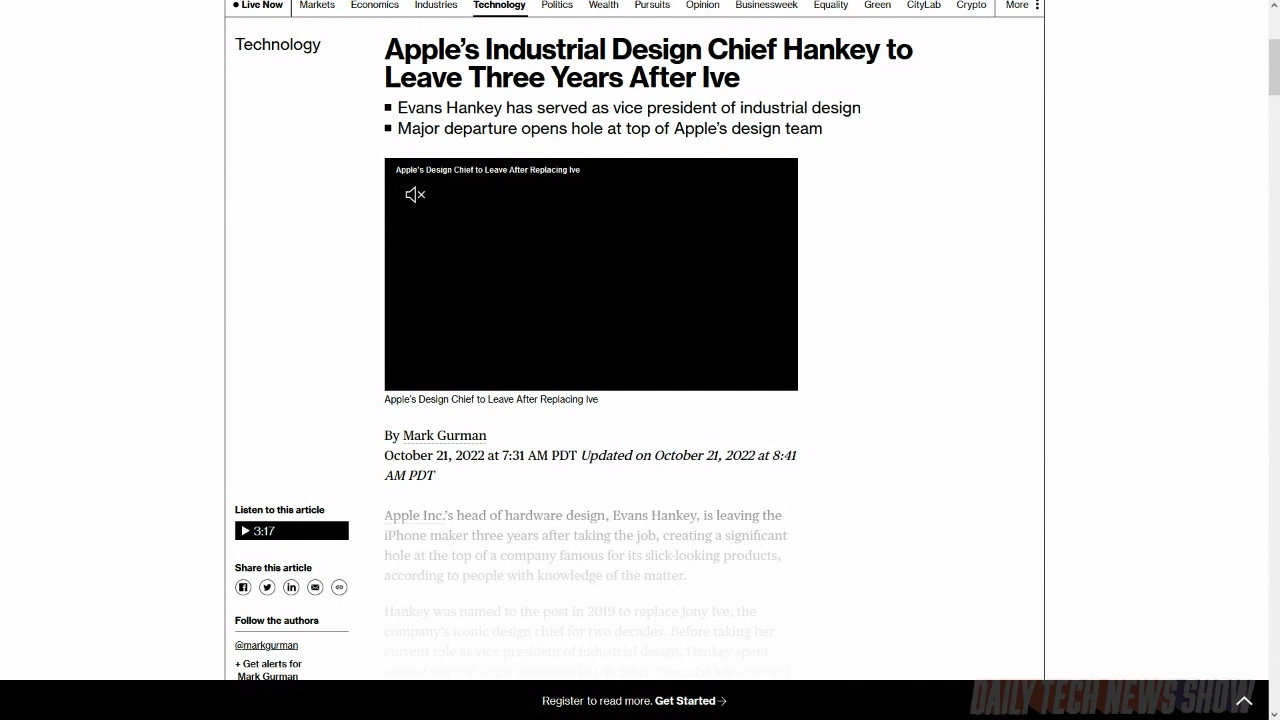 Live Now Markets Economics Industries Technology Politics Wealth Pursuits Opinion Businessweek Equality Green CityLab Crypto More
Technology
Apple's Industrial Design Chief Hankey to
Leave Three Years After Ive
Evans Hankey has served as vice president of industrial design
Major departure opens hole at top of Apple's design team
Apple's Design Chief to Leave After Replacing Ive
Apple's Design Chief to Leave After Replacing Ive
By Mark Gurman
October 21, 2022 at 7:31 AM PDT Updated on October 21, 2022 at 8:41
AM PDT
Listen to this article
3:17
Share this article
Follow the authors
@markgurman
+ Get alerts for
Mark Gurman
Apple Inc.'s head of hardware design, Evans Hankey, is leaving the
iPhone maker three years after taking the job, creating a significant
hole at the top of a company famous for its slick-looking products,
according to people with knowledge of the matter.
Hankey was named to the post in 2019 to replace Jony Ive, the
company's iconic design chief for two decades. Before taking her
current role as vice president of Industrial design, Hankey spent
Register to read more. Get Started
DAILY TECH NEWS SHOW